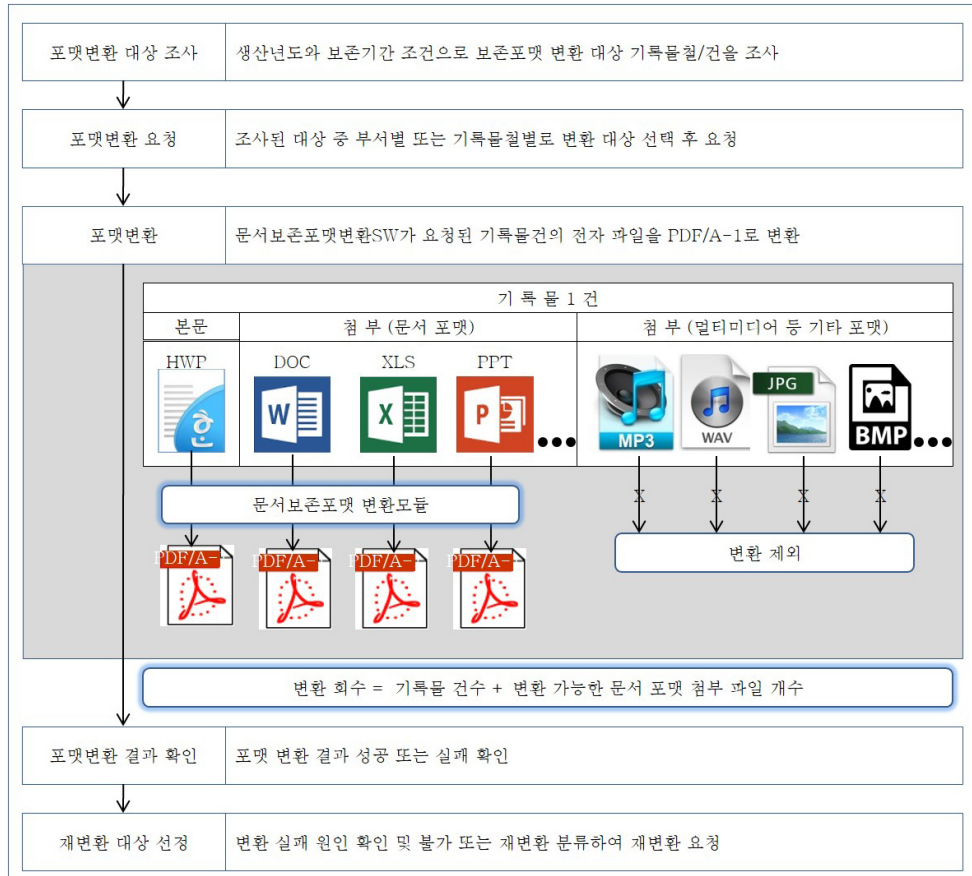 포맷변환 대상 조사
생산년도와 보존기간 조건으로 보존포맷 변환 대상 기록물철/건을 조사
포맷변환 요청
조사된 대상 중 부서별 또는 기록물철별로 변환 대상 선택 후 요청
포맷변환
문서보존포맷변환SW가 요청된 기록물건의 전자 파일을 PDF/A-1로 변환
기 록 물 1 건
본문
첨 부 (문서 포맷)
첨 부 (멀티미디어 등 기타 포맷)
HWP
DOC
XLS
PPT
한
W
X
P
•••
MP3
WAV
JPG
BMP
•••
X
X
X
X
문서보존포맷 변환모듈
변환 제외
PDF/A-
PDF/A-
PDF/A-
PDF/A-
변환 회수 = 기록물 건수 + 변환 가능한 문서 포맷 첨부 파일 개수
포맷변환 결과 확인
포맷 변환 결과 성공 또는 실패 확인
재변환 대상 선정
변환 실패 원인 확인 및 불가 또는 재변환 분류하여 재변환 요청